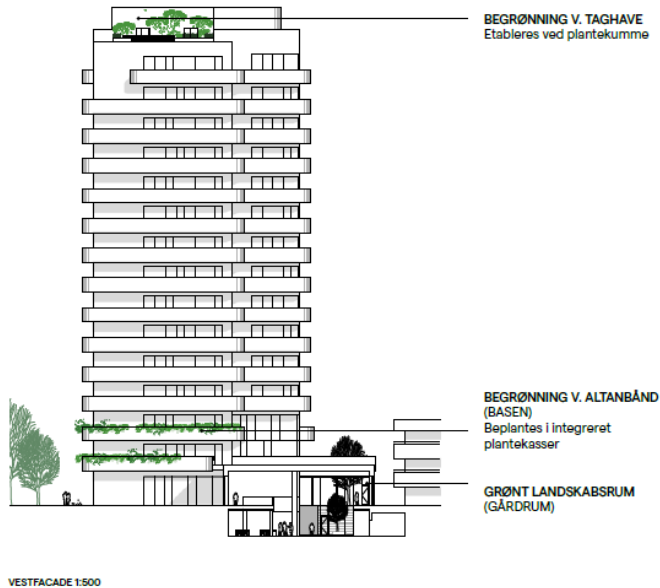 BEGRØNNING V. TAGHAVE
Etableres ved plantekumme
BEGRØNNING V. ALTANBÅND
(BASEN)
Beplantes i integreret
plantekasser
GRØNT LANDSKABSRUM
(GÅRDRUM)
VESTFACADE 1:500